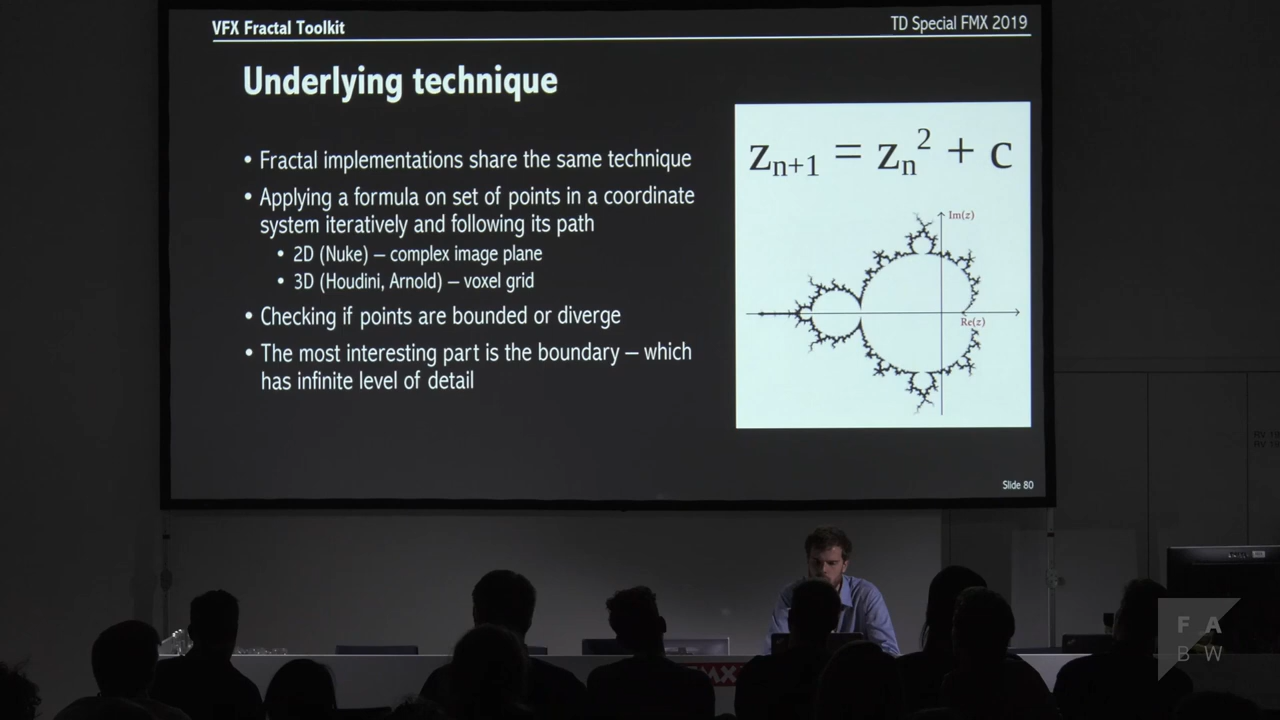 VFX Fractal Toolkit
TD Special FMX 2019
Underlying technique
• Fractal implementations share the same technique
• Applying a formula on set of points in a coordinate
system iteratively and following its path
• 2D (Nuke) – complex image plane
• 3D (Houdini, Arnold) – voxel grid
• Checking if points are bounded or diverge
• The most interesting part is the boundary – which
has infinite level of detail
zₙ₊₁ = zₙ² + c
Im(z)
Re(z)
Slide 80
FMX
FA
BW